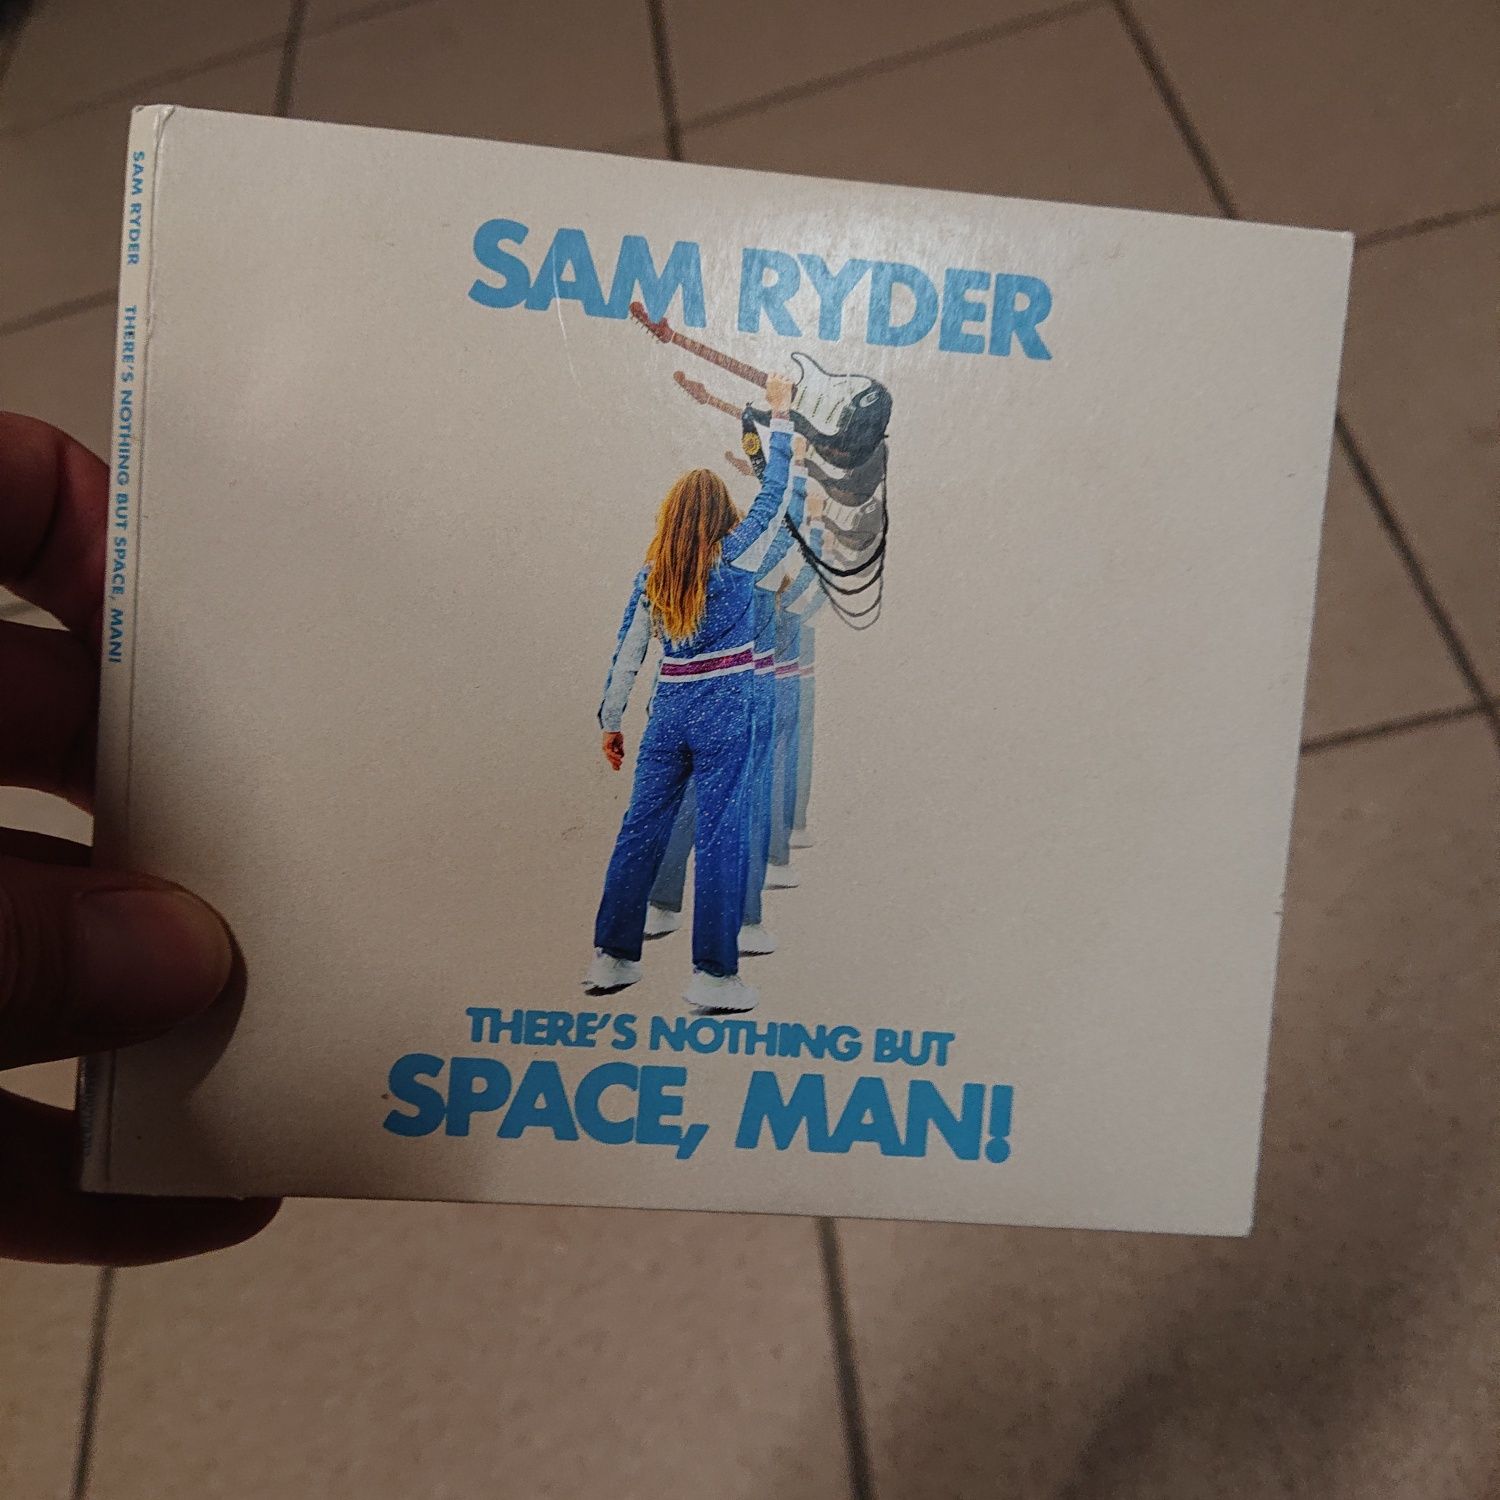 SAM RYDER THERE'S NOTHING BUT SPACE, MAN!
SAM RYDER
THERE'S NOTHING BUT
SPACE, MAN!